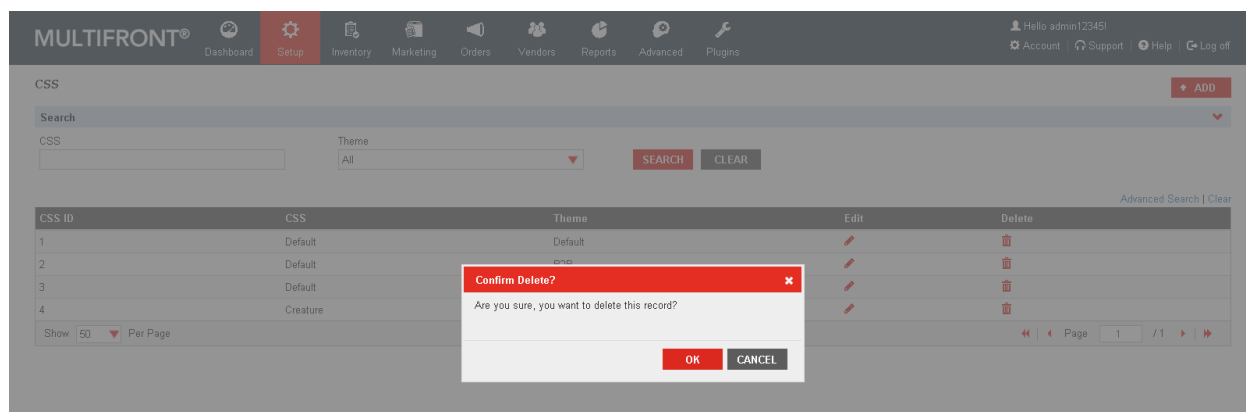 MULTIFRONT®
Dashboard Setup Inventory Marketing Orders Vendors Reports Advanced Plugins
Hello admin12345!
Account | Support | Help | Log off
CSS
ADD
Search
CSS Theme
All SEARCH CLEAR
Advanced Search | Clear
CSS ID CSS Theme Edit Delete
1 Default Default
2 Default B2B
3 Default
4 Creature
Confirm Delete?
Are you sure, you want to delete this record?
OK CANCEL
Show 50 Per Page
Page 1 / 1